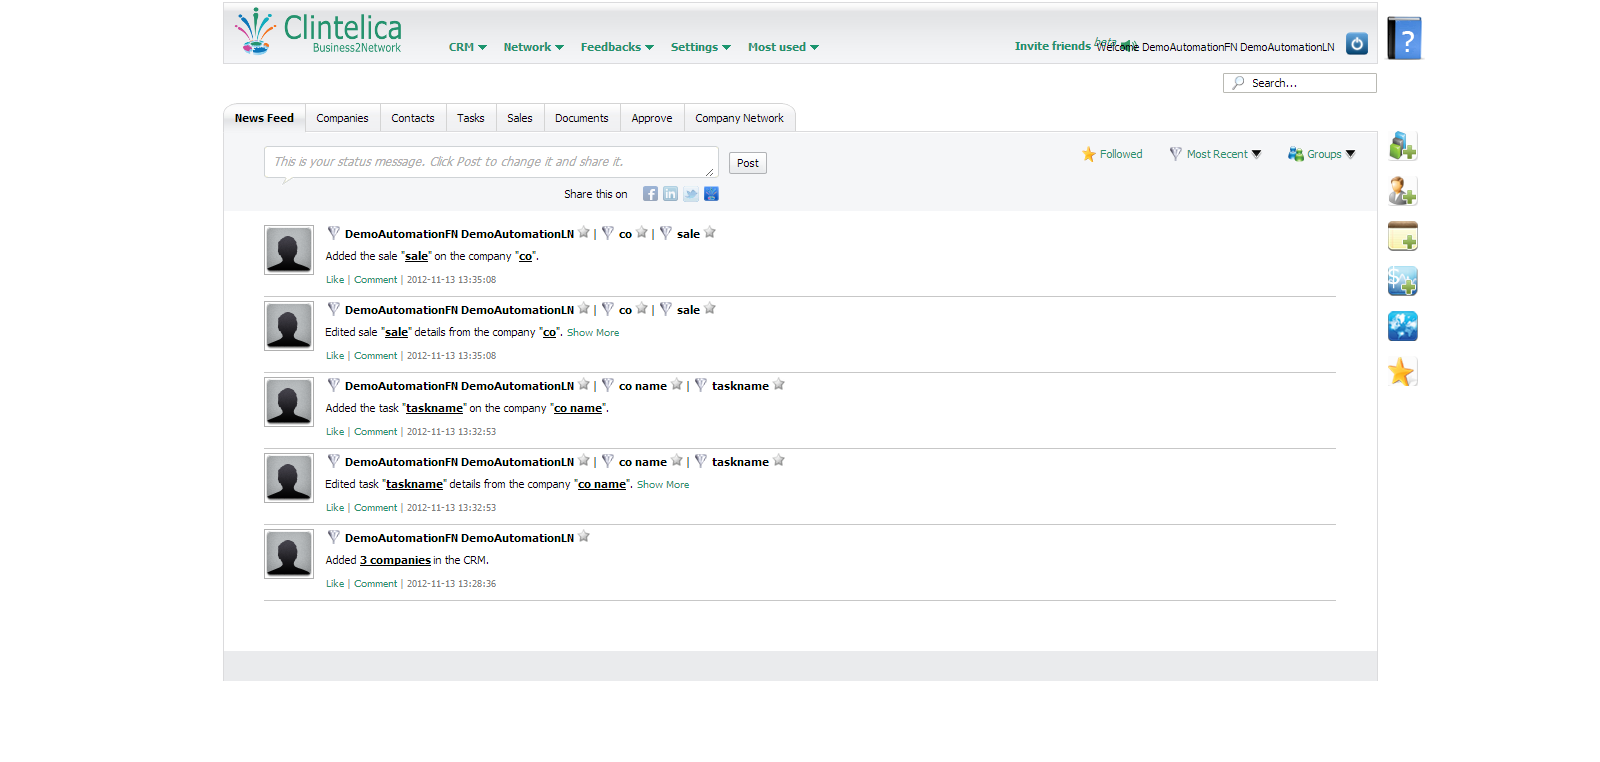 Clintelica
Business2Network
CRM Network Feedbacks Settings Most used
Invite friends beta Welcome DemoAutomationFN DemoAutomationLN
?
Search...
News Feed Companies Contacts Tasks Sales Documents Approve Company Network
This is your status message. Click Post to change it and share it. Post
Followed Most Recent Groups
Share this on
DemoAutomationFN DemoAutomationLN | co | sale
Added the sale "sale" on the company "co".
Like | Comment | 2012-11-13 13:35:08
DemoAutomationFN DemoAutomationLN | co | sale
Edited sale "sale" details from the company "co". Show More
Like | Comment | 2012-11-13 13:35:08
DemoAutomationFN DemoAutomationLN | co name | taskname
Added the task "taskname" on the company "co name".
Like | Comment | 2012-11-13 13:32:53
DemoAutomationFN DemoAutomationLN | co name | taskname
Edited task "taskname" details from the company "co name". Show More
Like | Comment | 2012-11-13 13:32:53
DemoAutomationFN DemoAutomationLN
Added 3 companies in the CRM.
Like | Comment | 2012-11-13 13:28:36